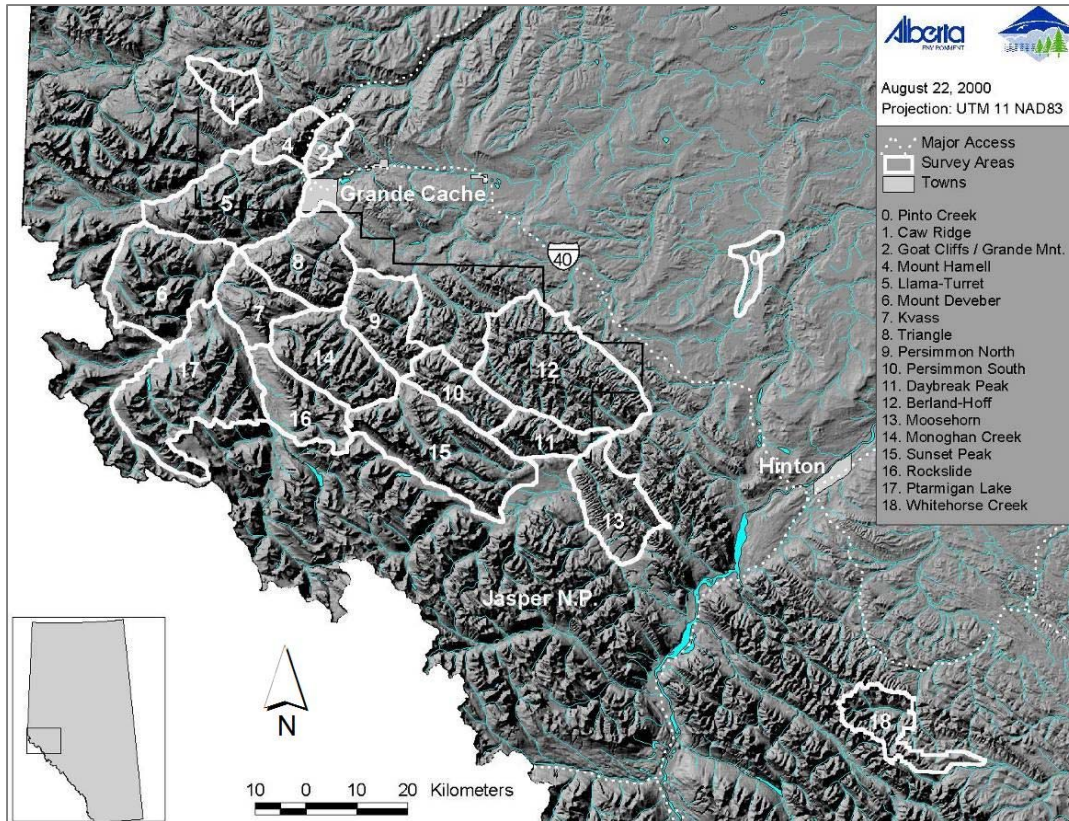 Alberta
ENVIRONMENT
August 22, 2000
Projection: UTM 11 NAD83
Major Access
Survey Areas
Towns
0. Pinto Creek
1. Caw Ridge
2. Goat Cliffs / Grande Mnt.
4. Mount Hamell
5. Llama-Turret
6. Mount Deveber
7. Kvass
8. Triangle
9. Persimmon North
10. Persimmon South
11. Daybreak Peak
12. Berland-Hoff
13. Moosehorn
14. Monoghan Creek
15. Sunset Peak
16. Rockslide
17. Ptarmigan Lake
18. Whitehorse Creek
1
4
2
Grande Cache
5
40
0
8
6
7
9
14
12
17
10
16
11
15
Hinton
13
Jasper N.P.
18
N
10 0 10 20 Kilometers